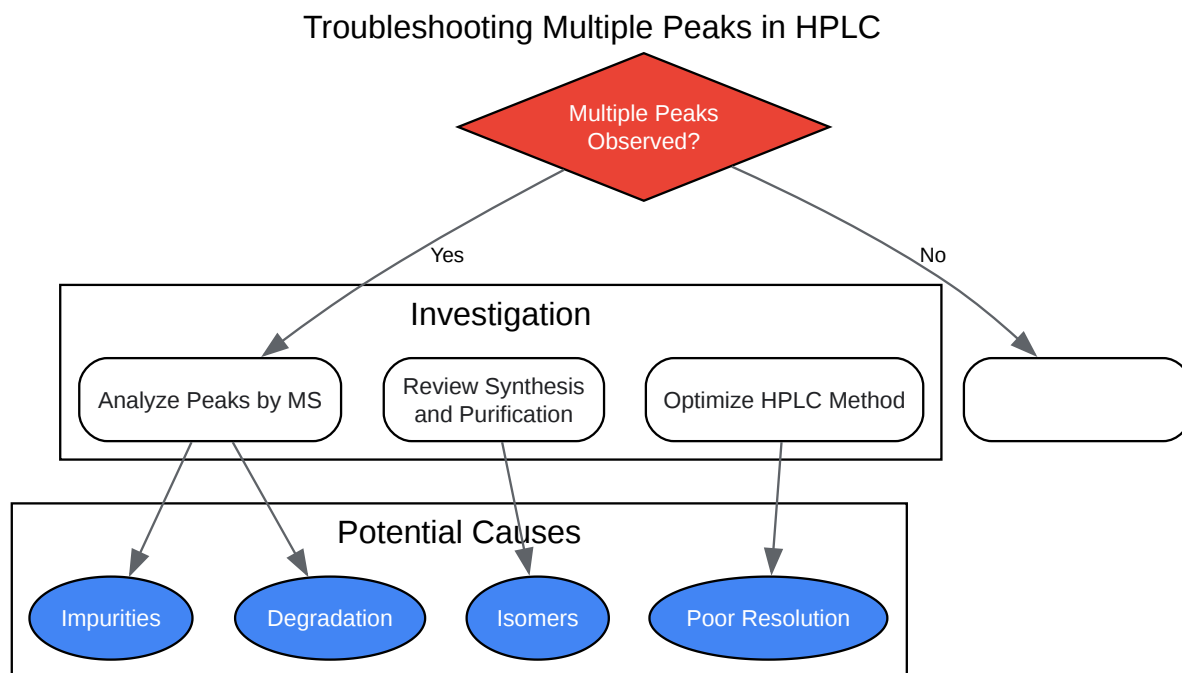 Troubleshooting Multiple Peaks in HPLC
Multiple Peaks
Observed?
Yes
No
Investigation
Analyze Peaks by MS
Review Synthesis
and Purification
Optimize HPLC Method
Potential Causes
Impurities
Degradation
Isomers
Poor Resolution